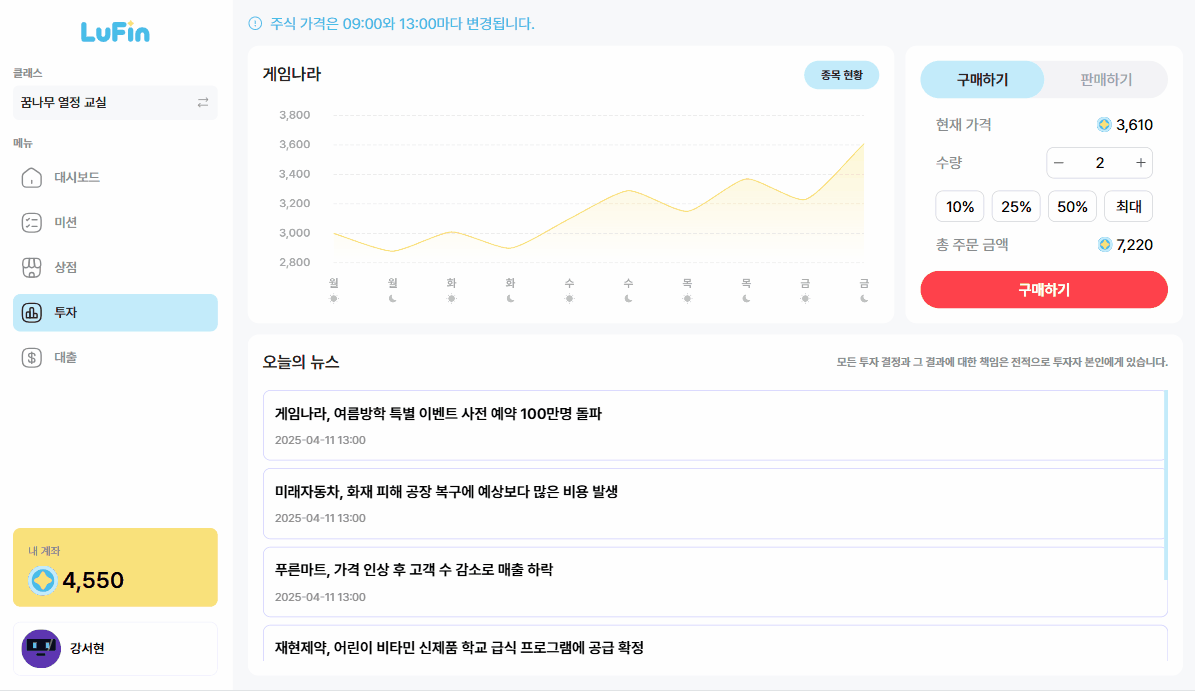 LuFin
클래스
꿈나무 열정 교실
메뉴
대시보드
미션
상점
투자
대출
내 계좌
4,550
강서현
주식 가격은 09:00와 13:00마다 변경됩니다.
게임나라
종목 현황
3,800
3,600
3,400
3,200
3,000
2,800
월 월 화 화 수 수 목 목 금 금
구매하기 판매하기
현재 가격 3,610
수량 − 2 +
10% 25% 50% 최대
총 주문 금액 7,220
구매하기
오늘의 뉴스
모든 투자 결정과 그 결과에 대한 책임은 전적으로 투자자 본인에게 있습니다.
게임나라, 여름방학 특별 이벤트 사전 예약 100만명 돌파
2025-04-11 13:00
미래자동차, 화재 피해 공장 복구에 예상보다 많은 비용 발생
2025-04-11 13:00
푸른마트, 가격 인상 후 고객 수 감소로 매출 하락
2025-04-11 13:00
재현제약, 어린이 비타민 신제품 학교 급식 프로그램에 공급 확정